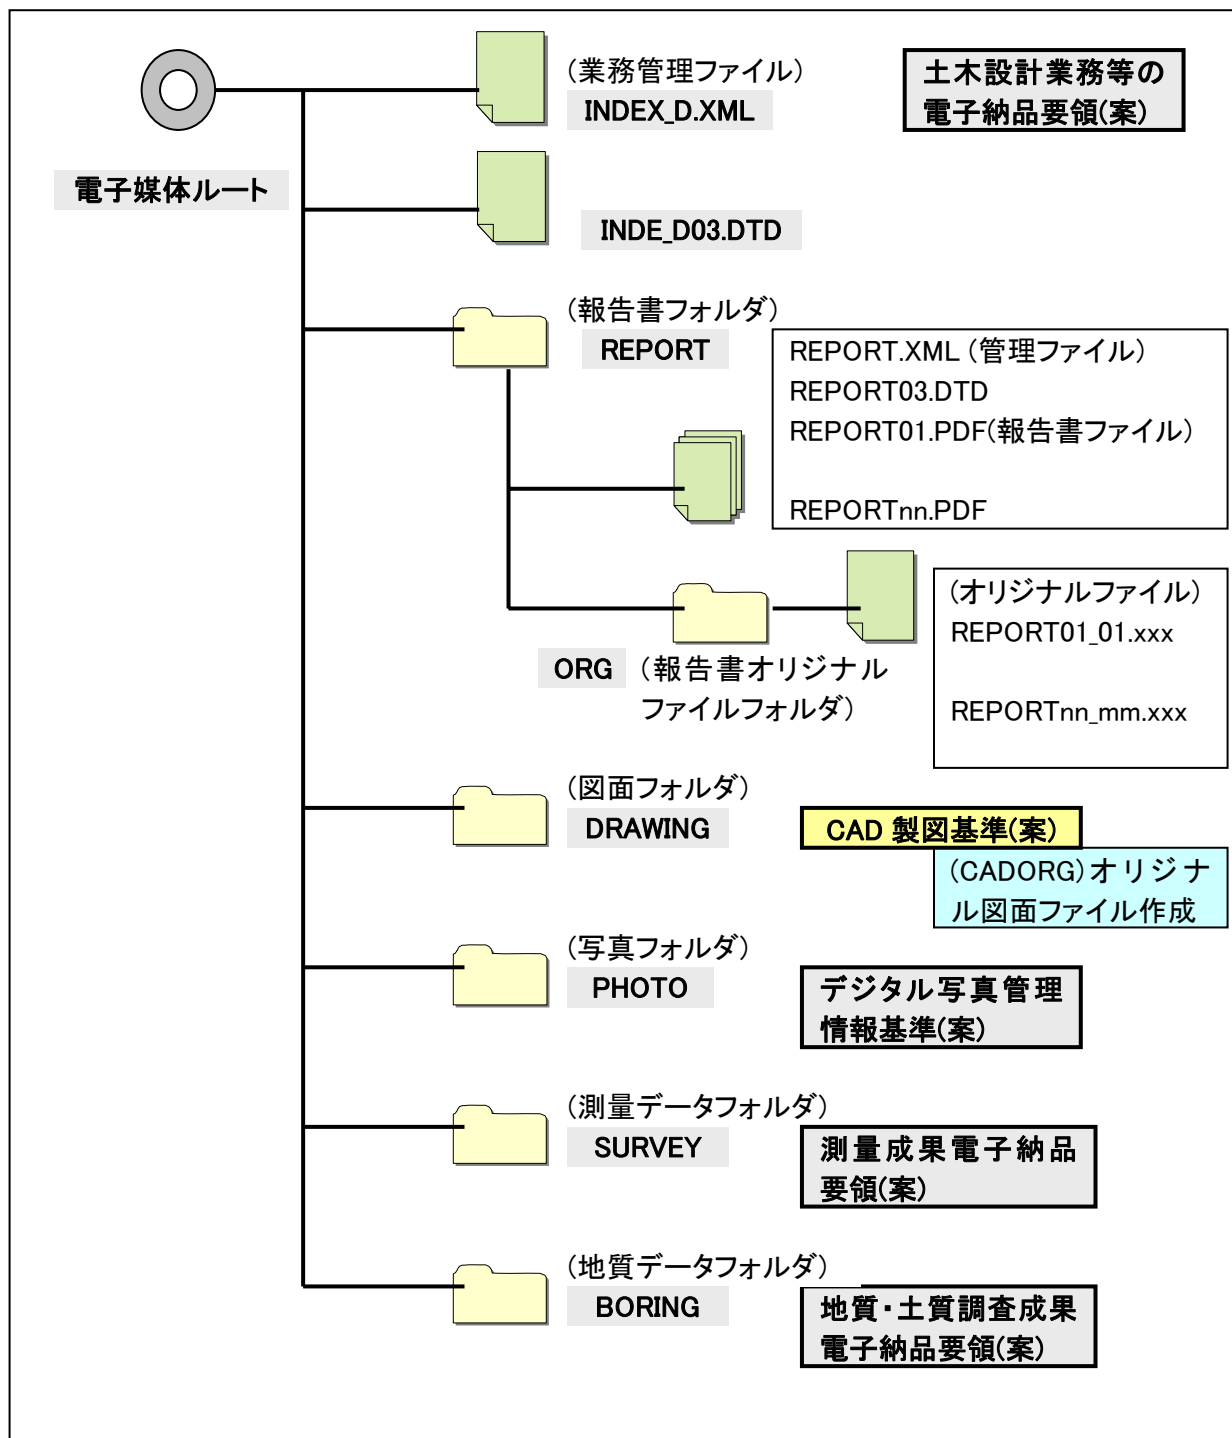 (業務管理ファイル)
INDEX_D.XML
土木設計業務等の
電子納品要領(案)
電子媒体ルート
INDE_D03.DTD
(報告書フォルダ)
REPORT
REPORT.XML (管理ファイル)
REPORT03.DTD
REPORT01.PDF(報告書ファイル)
REPORTnn.PDF
(オリジナルファイル)
REPORT01_01.xxx
REPORTnn_mm.xxx
ORG
(報告書オリジナル
ファイルフォルダ)
(図面フォルダ)
DRAWING
CAD 製図基準(案)
(CADORG)オリジナ
ル図面ファイル作成
(写真フォルダ)
PHOTO
デジタル写真管理
情報基準(案)
(測量データフォルダ)
SURVEY
測量成果電子納品
要領(案)
(地質データフォルダ)
BORING
地質・土質調査成果
電子納品要領(案)